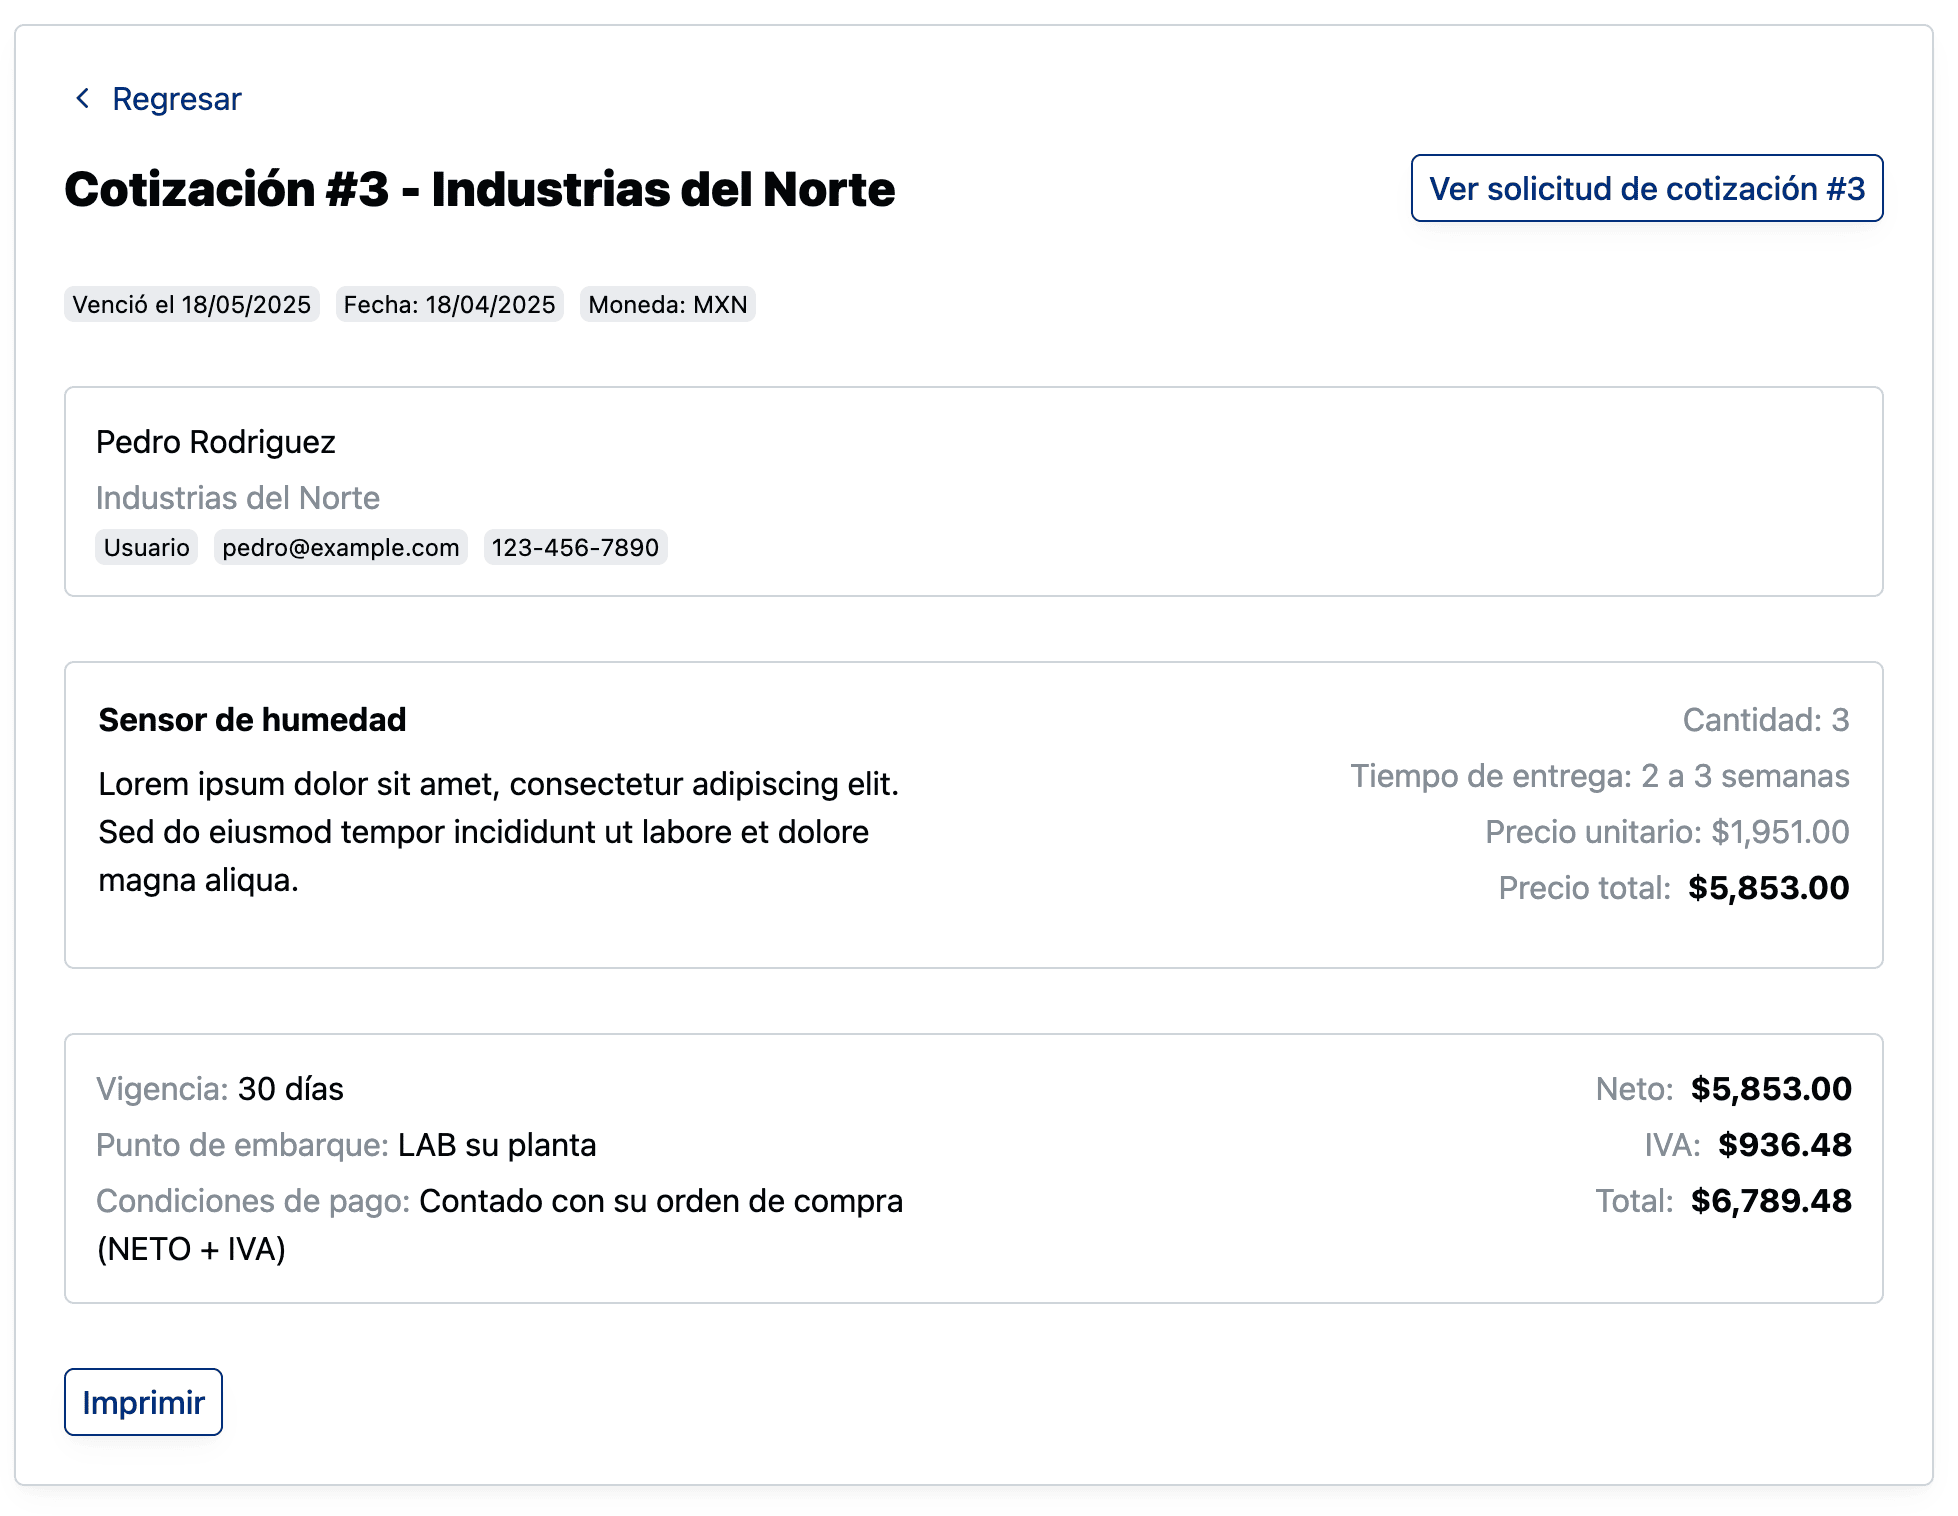 Regresar
Cotización #3 - Industrias del Norte
Ver solicitud de cotización #3
Venció el 18/05/2025 Fecha: 18/04/2025 Moneda: MXN
Pedro Rodriguez
Industrias del Norte
Usuario pedro@example.com 123-456-7890
Sensor de humedad
Lorem ipsum dolor sit amet, consectetur adipiscing elit.
Sed do eiusmod tempor incididunt ut labore et dolore
magna aliqua.
Cantidad: 3
Tiempo de entrega: 2 a 3 semanas
Precio unitario: $1,951.00
Precio total: $5,853.00
Vigencia: 30 días
Punto de embarque: LAB su planta
Condiciones de pago: Contado con su orden de compra
(NETO + IVA)
Neto: $5,853.00
IVA: $936.48
Total: $6,789.48
Imprimir